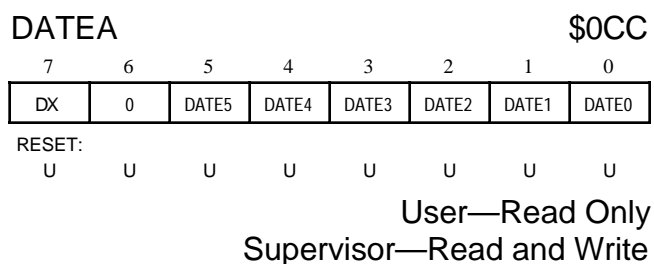 DATEA $0CC
7 6 5 4 3 2 1 0
DX 0 DATE5 DATE4 DATE3 DATE2 DATE1 DATE0
RESET:
U U U U U U U U
User—Read Only
Supervisor—Read and Write